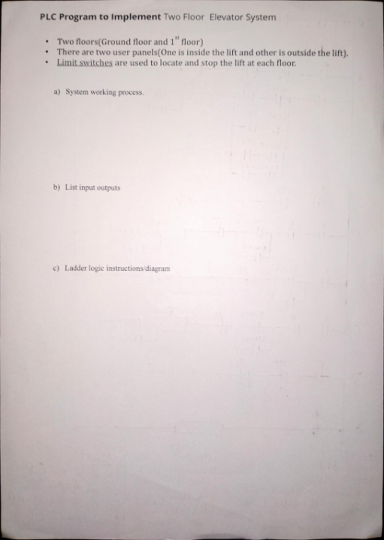 PLC Program to Implement Two Floor Elevator System
• Two floors(Ground floor and 1st floor)
• There are two user panels(One is inside the lift and other is outside the lift).
• Limit switches are used to locate and stop the lift at each floor.
a) System working process.
b) List input outputs
c) Ladder logic instructions/diagram